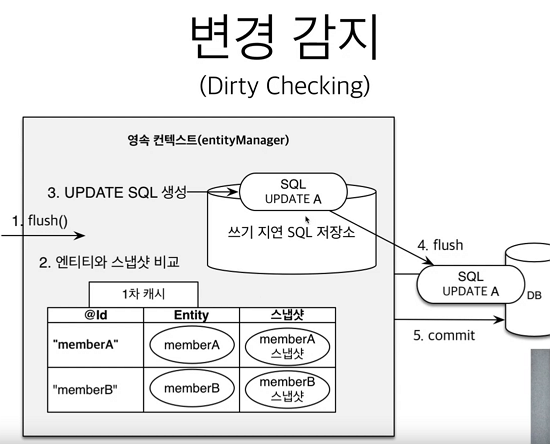 변경 감지
(Dirty Checking)
영속 컨텍스트(entityManager)
1. flush()
3. UPDATE SQL 생성
SQL
UPDATE A
쓰기 지연 SQL 저장소
2. 엔티티와 스냅샷 비교
4. flush
SQL
UPDATE A
DB
5. commit
1차 캐시
@Id Entity 스냅샷
"memberA" memberA memberA
스냅샷
"memberB" memberB memberB
스냅샷